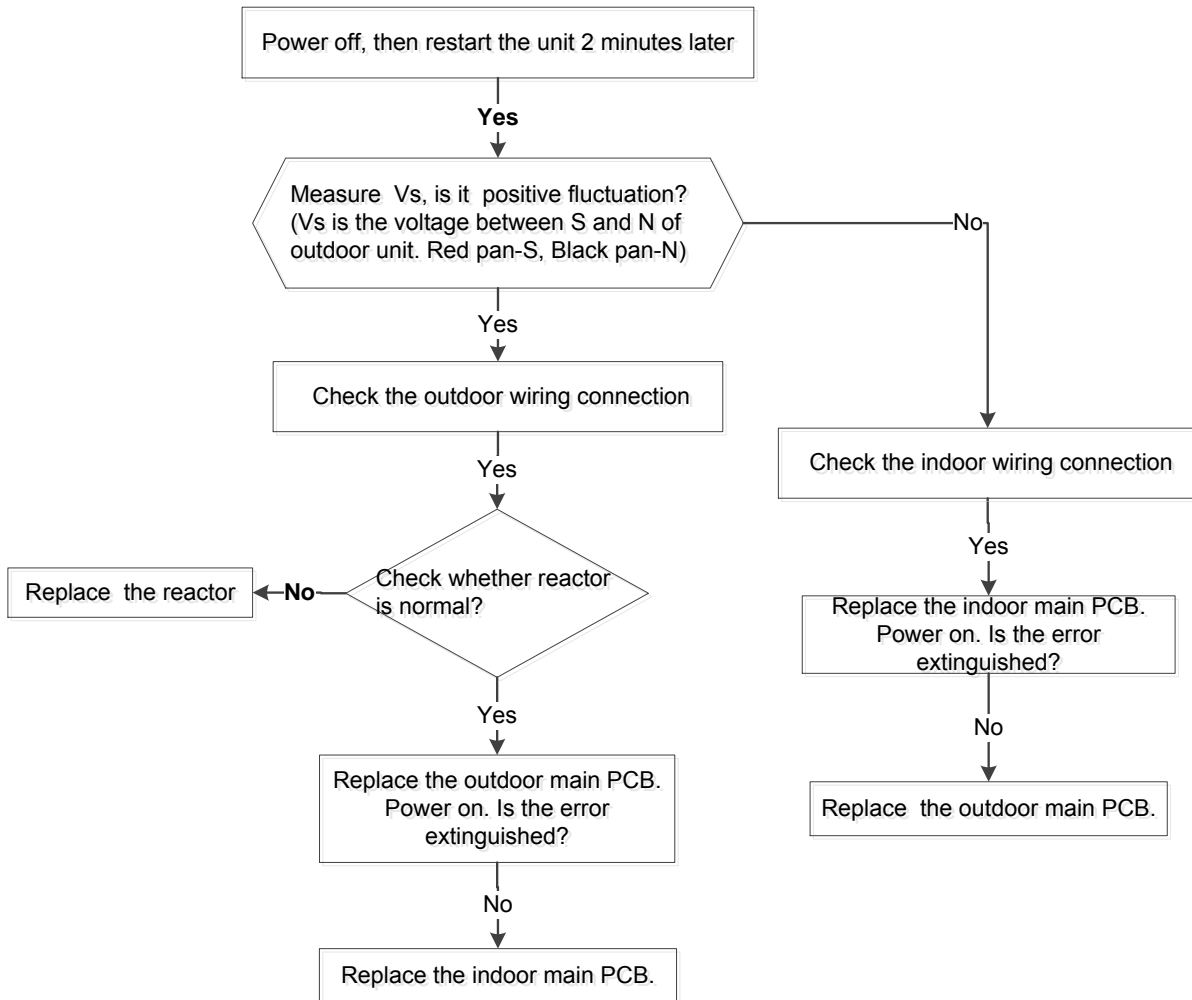 Power off, then restart the unit 2 minutes later
Yes
Measure Vs, is it positive fluctuation?
(Vs is the voltage between S and N of
outdoor unit. Red pan-S, Black pan-N)
No
Yes
Check the outdoor wiring connection
Check the indoor wiring connection
Yes
Yes
Check whether reactor
is normal?
No
Replace the reactor
Replace the indoor main PCB.
Power on. Is the error
extinguished?
Yes
No
Replace the outdoor main PCB.
Power on. Is the error
extinguished?
Replace the outdoor main PCB.
No
Replace the indoor main PCB.